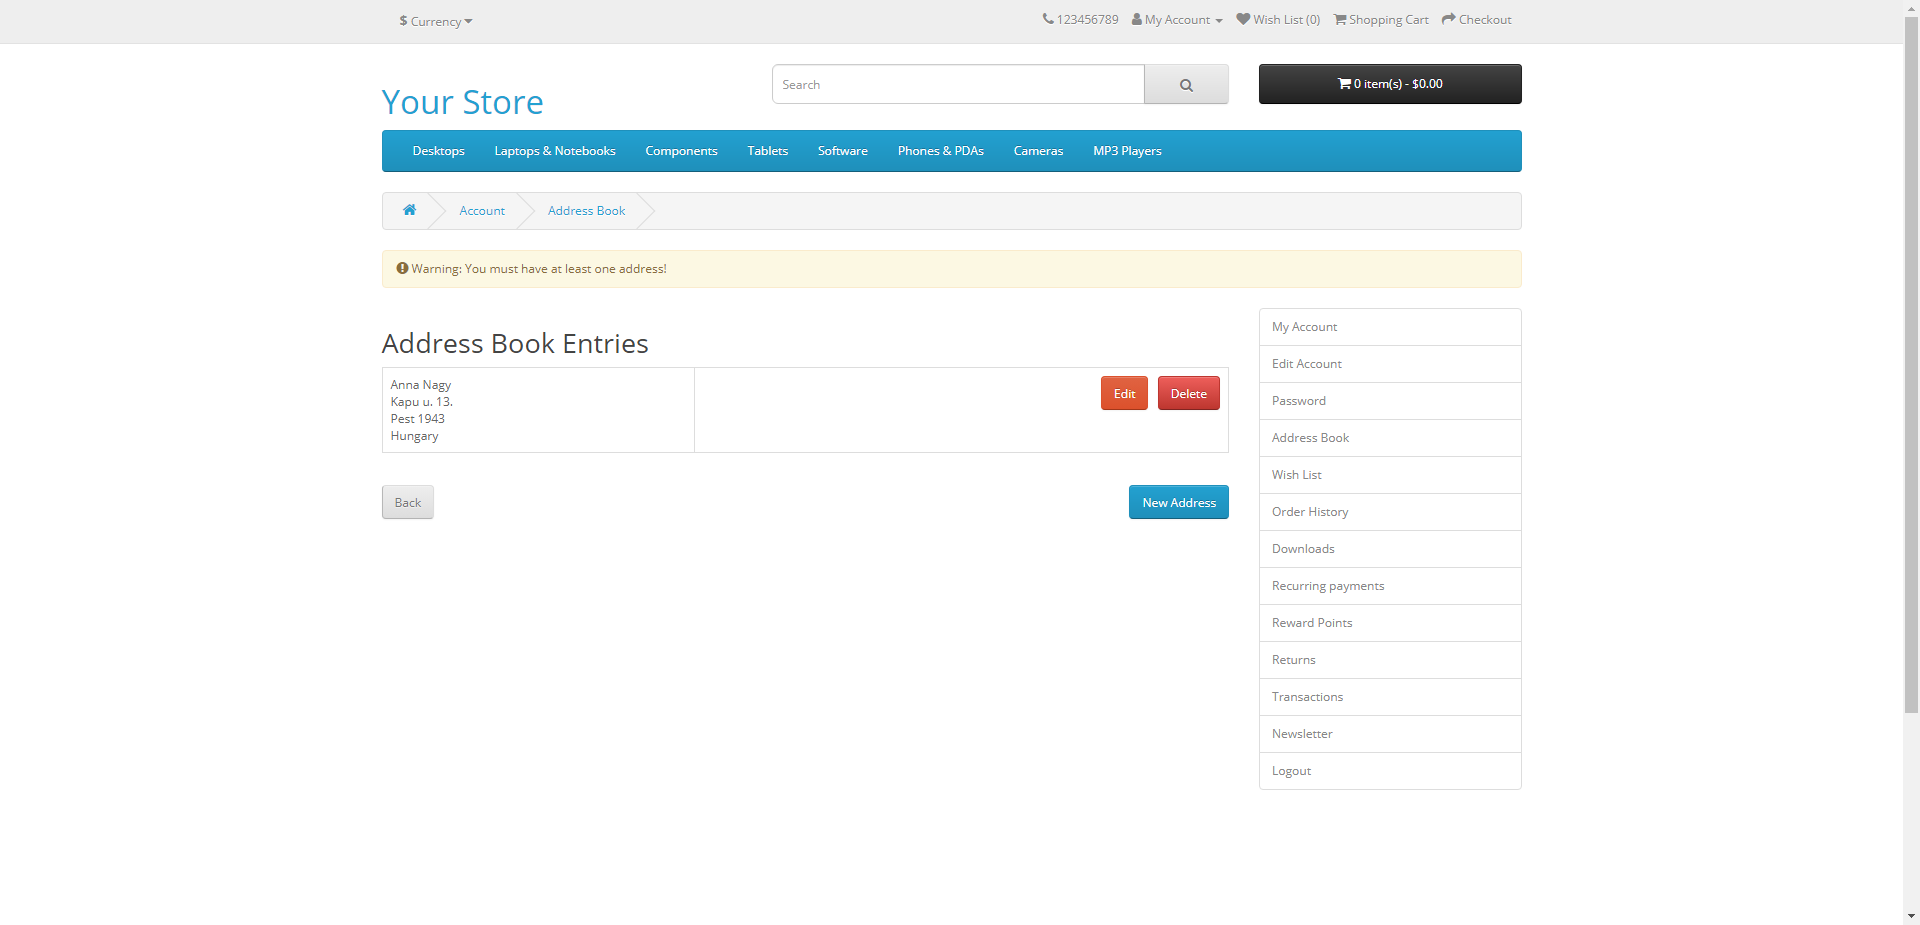 $ Currency
123456789 My Account Wish List (0) Shopping Cart Checkout
Your Store
Search
0 item(s) - $0.00
Desktops Laptops & Notebooks Components Tablets Software Phones & PDAs Cameras MP3 Players
Account Address Book
Warning: You must have at least one address!
Address Book Entries
Anna Nagy
Kapu u. 13.
Pest 1943
Hungary
Edit Delete
Back New Address
My Account
Edit Account
Password
Address Book
Wish List
Order History
Downloads
Recurring payments
Reward Points
Returns
Transactions
Newsletter
Logout